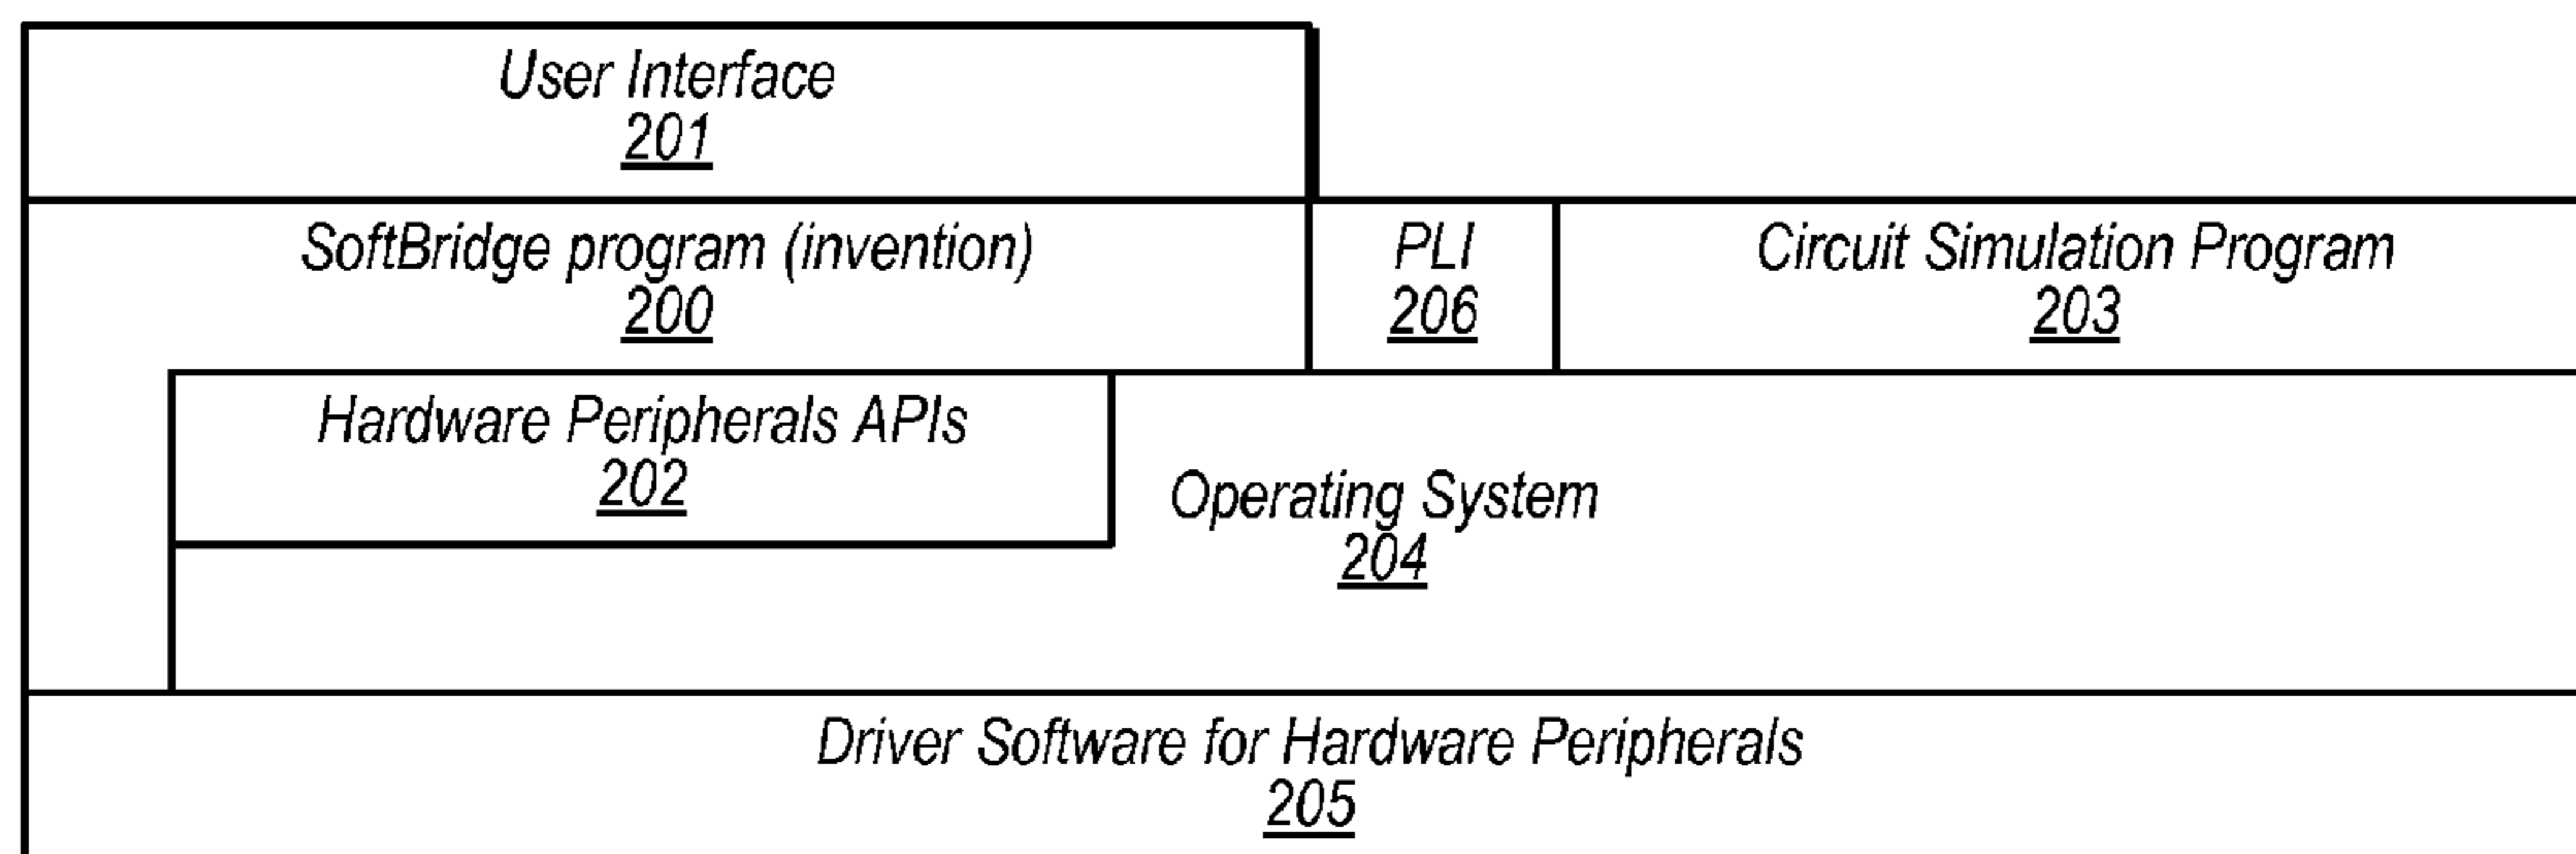 User Interface
201
SoftBridge program (invention)
200
PLI
206
Circuit Simulation Program
203
Hardware Peripherals APIs
202
Operating System
204
Driver Software for Hardware Peripherals
205